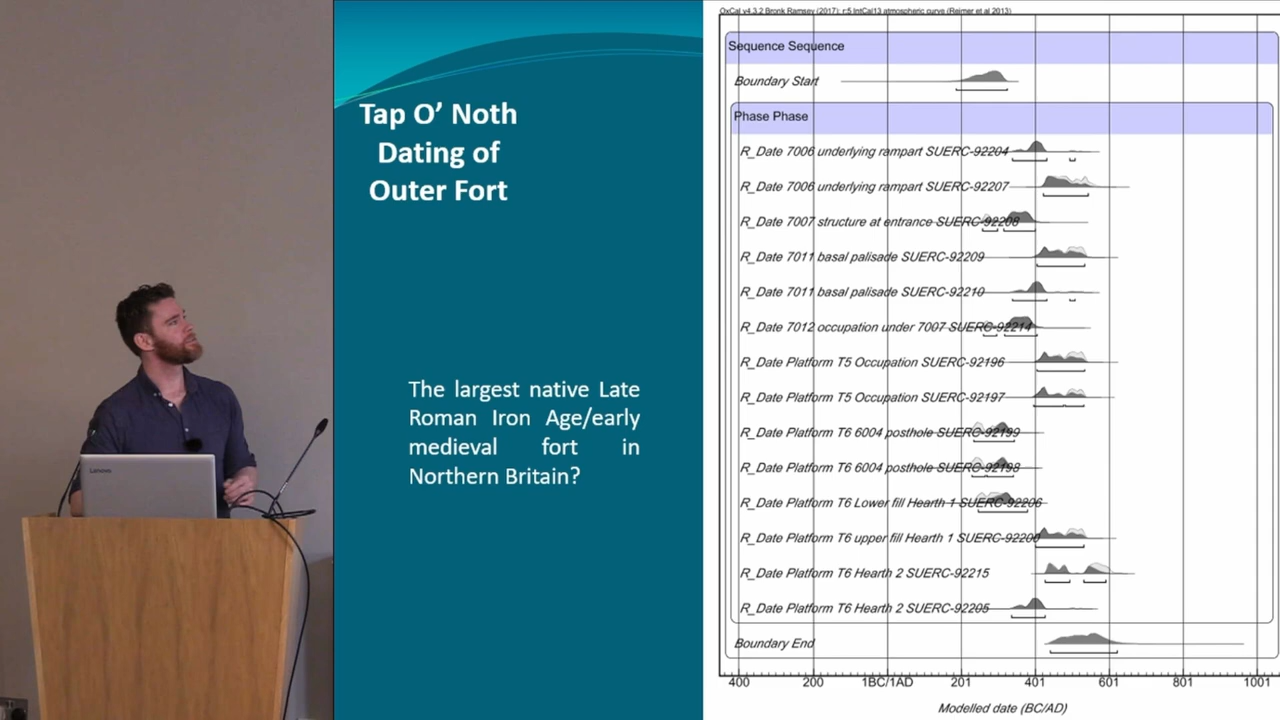 Tap O’ Noth
Dating of
Outer Fort
The largest native Late
Roman Iron Age/early
medieval fort in
Northern Britain?
OxCal v4.3.2 Bronk Ramsey (2017); r:5 IntCal13 atmospheric curve (Reimer et al 2013)
Sequence Sequence
Boundary Start
Phase Phase
R_Date 7006 underlying rampart SUERC-92204
R_Date 7006 underlying rampart SUERC-92207
R_Date 7007 structure at entrance SUERC-92208
R_Date 7011 basal palisade SUERC-92209
R_Date 7011 basal palisade SUERC-92210
R_Date 7012 occupation under 7007 SUERC-92214
R_Date Platform T5 Occupation SUERC-92196
R_Date Platform T5 Occupation SUERC-92197
R_Date Platform T6 6004 posthole SUERC-92199
R_Date Platform T6 6004 posthole SUERC-92198
R_Date Platform T6 Lower fill Hearth 1 SUERC-92206
R_Date Platform T6 upper fill Hearth 1 SUERC-92200
R_Date Platform T6 Hearth 2 SUERC-92215
R_Date Platform T6 Hearth 2 SUERC-92205
Boundary End
400 200 1BC/1AD 201 401 601 801 1001
Modelled date (BC/AD)
Lenovo